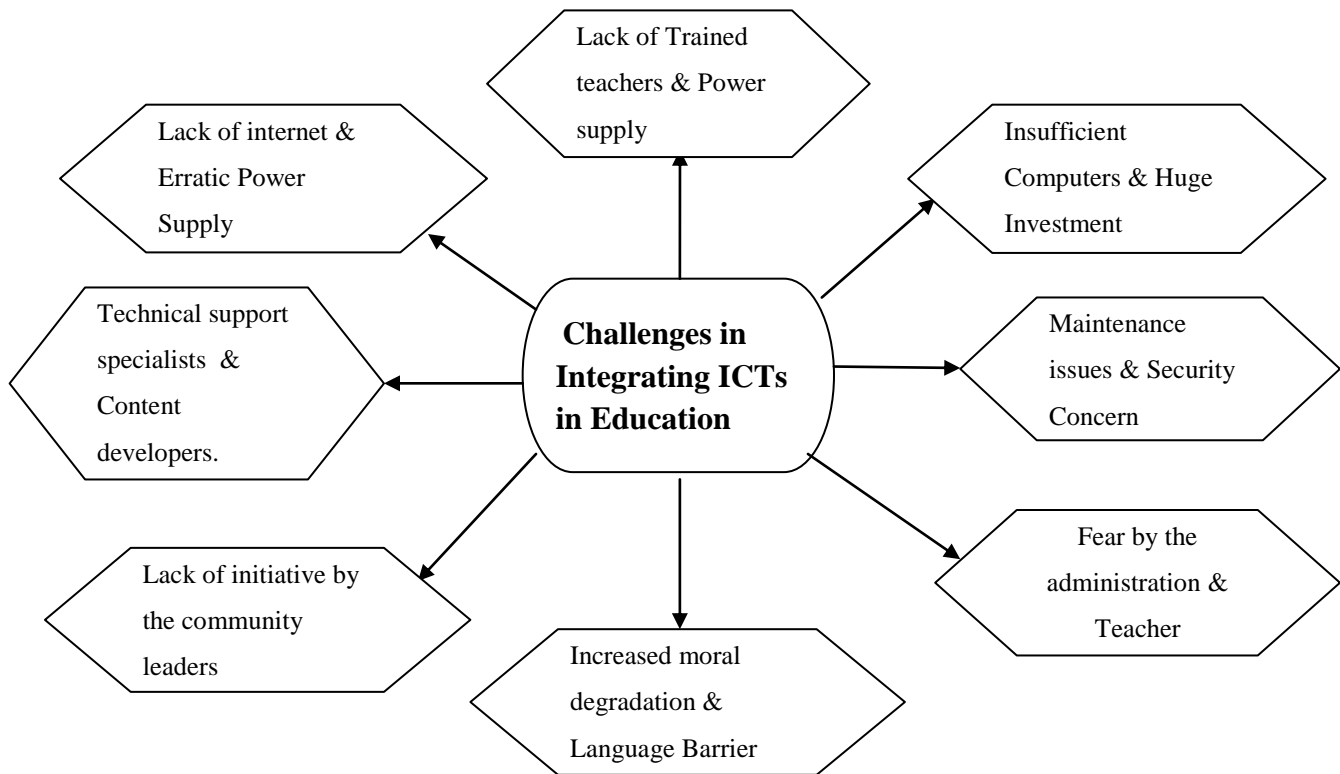 Lack of Trained
teachers & Power
supply
Lack of internet &
Erratic Power
Supply
Insufficient
Computers & Huge
Investment
Technical support
specialists &
Content
developers.
Challenges in
Integrating ICTs
in Education
Maintenance
issues & Security
Concern
Lack of initiative by
the community
leaders
Increased moral
degradation &
Language Barrier
Fear by the
administration &
Teacher